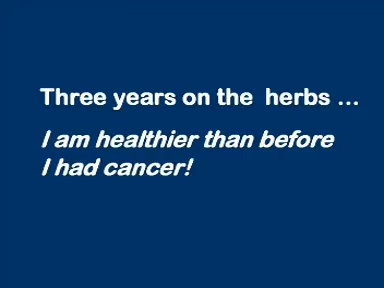 Three years on the  herbs ...
I am healthier than before
I had cancer!